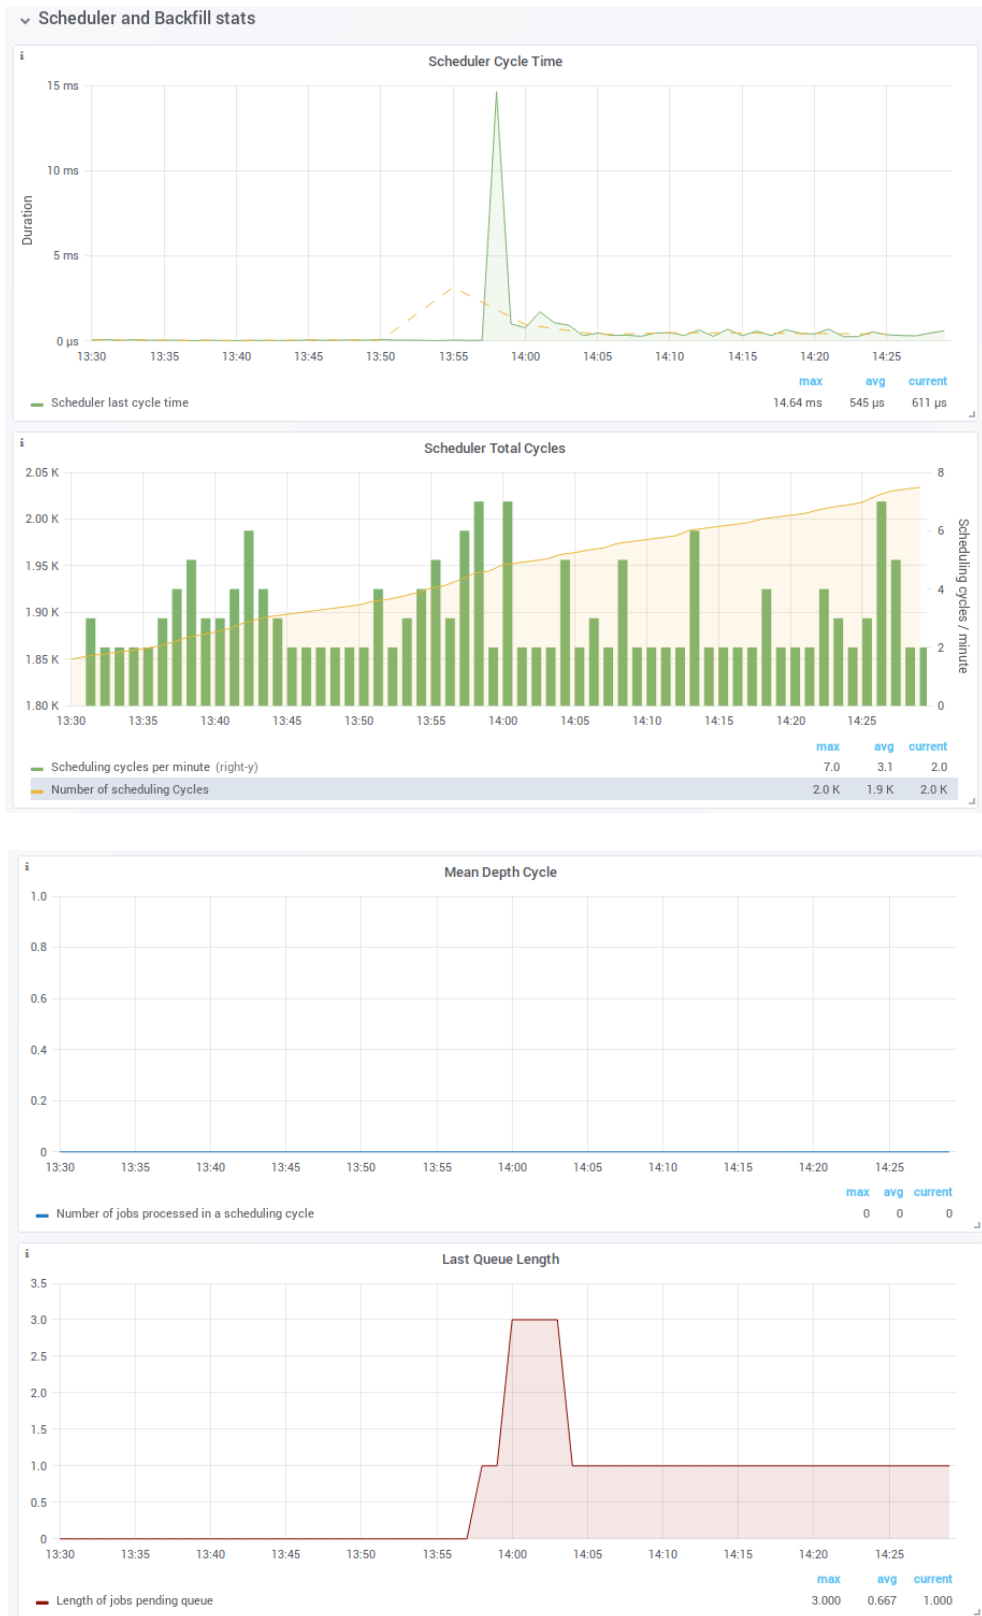 Scheduler and Backfill stats
i
Scheduler Cycle Time
15 ms
10 ms
5 ms
0 µs
Duration
13:30 13:35 13:40 13:45 13:50 13:55 14:00 14:05 14:10 14:15 14:20 14:25
max avg current
Scheduler last cycle time 14.64 ms 545 µs 611 µs
i
Scheduler Total Cycles
2.05 K 8
2.00 K
1.95 K 6
1.90 K 4
1.85 K 2
1.80 K 0
Scheduling cycles / minute
13:30 13:35 13:40 13:45 13:50 13:55 14:00 14:05 14:10 14:15 14:20 14:25
max avg current
Scheduling cycles per minute (right-y) 7.0 3.1 2.0
Number of scheduling Cycles 2.0 K 1.9 K 2.0 K
i
Mean Depth Cycle
1.0
0.8
0.6
0.4
0.2
0
13:30 13:35 13:40 13:45 13:50 13:55 14:00 14:05 14:10 14:15 14:20 14:25
max avg current
Number of jobs processed in a scheduling cycle 0 0 0
i
Last Queue Length
3.5
3.0
2.5
2.0
1.5
1.0
0.5
0
13:30 13:35 13:40 13:45 13:50 13:55 14:00 14:05 14:10 14:15 14:20 14:25
max avg current
Length of jobs pending queue 3.000 0.667 1.000